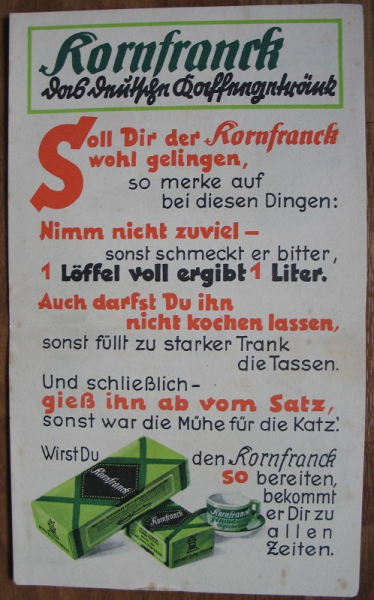 Kornfranck
das deutsche Kaffeegetränk
Soll Dir der Kornfranck
wohl gelingen,
so merke auf
bei diesen Dingen:
Nimm nicht zuviel –
sonst schmeckt er bitter,
1 Löffel voll ergibt 1 Liter.
Auch darfst Du ihn
nicht kochen lassen,
sonst füllt zu starker Trank
die Tassen.
Und schließlich –
gieß ihn ab vom Satz,
sonst war die Mühe für die Katz'.
Wirst Du den Kornfranck
so bereiten,
bekommt
er Dir zu
allen
Zeiten.
Kornfranck
Kornfranck
Kornfranck